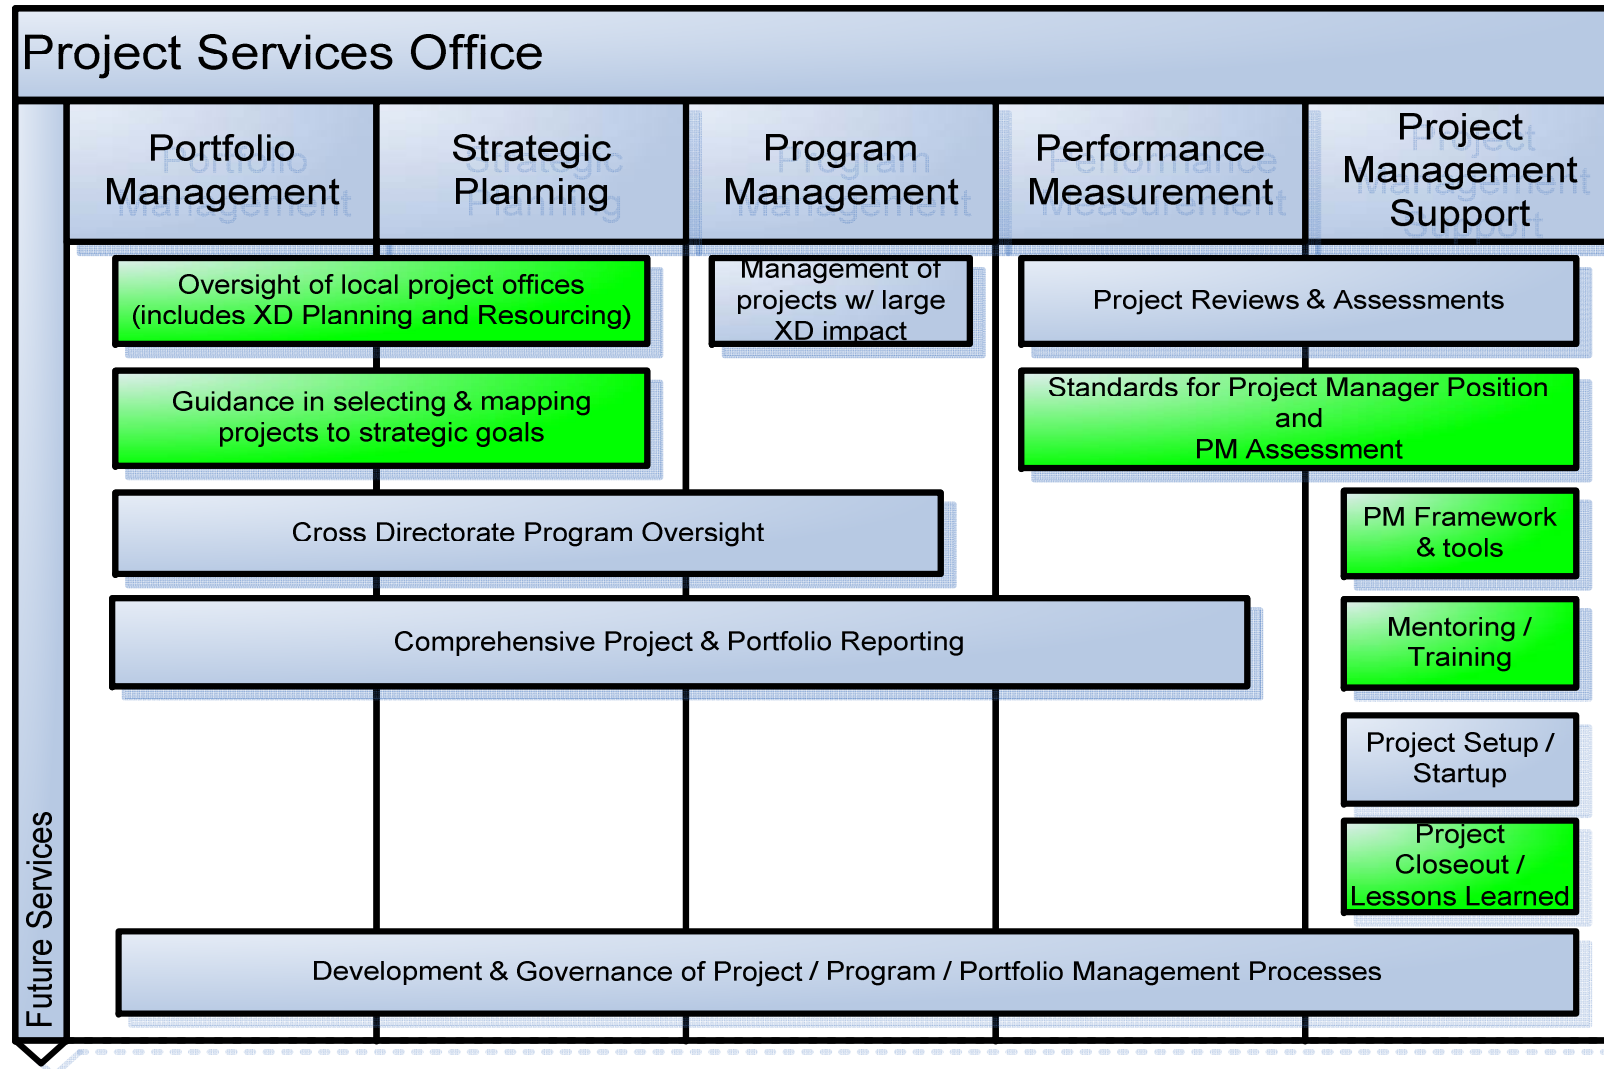 Project Services Office
Portfolio
Management
Strategic
Planning
Program
Management
Performance
Measurement
Project
Management
Support
Oversight of local project offices
(includes XD Planning and Resourcing)
Management of
projects w/ large
XD impact
Project Reviews & Assessments
Guidance in selecting & mapping
projects to strategic goals
Standards for Project Manager Position
and
PM Assessment
Cross Directorate Program Oversight
PM Framework
& tools
Comprehensive Project & Portfolio Reporting
Mentoring /
Training
Project Setup /
Startup
Project
Closeout /
Lessons Learned
Future Services
Development & Governance of Project / Program / Portfolio Management Processes